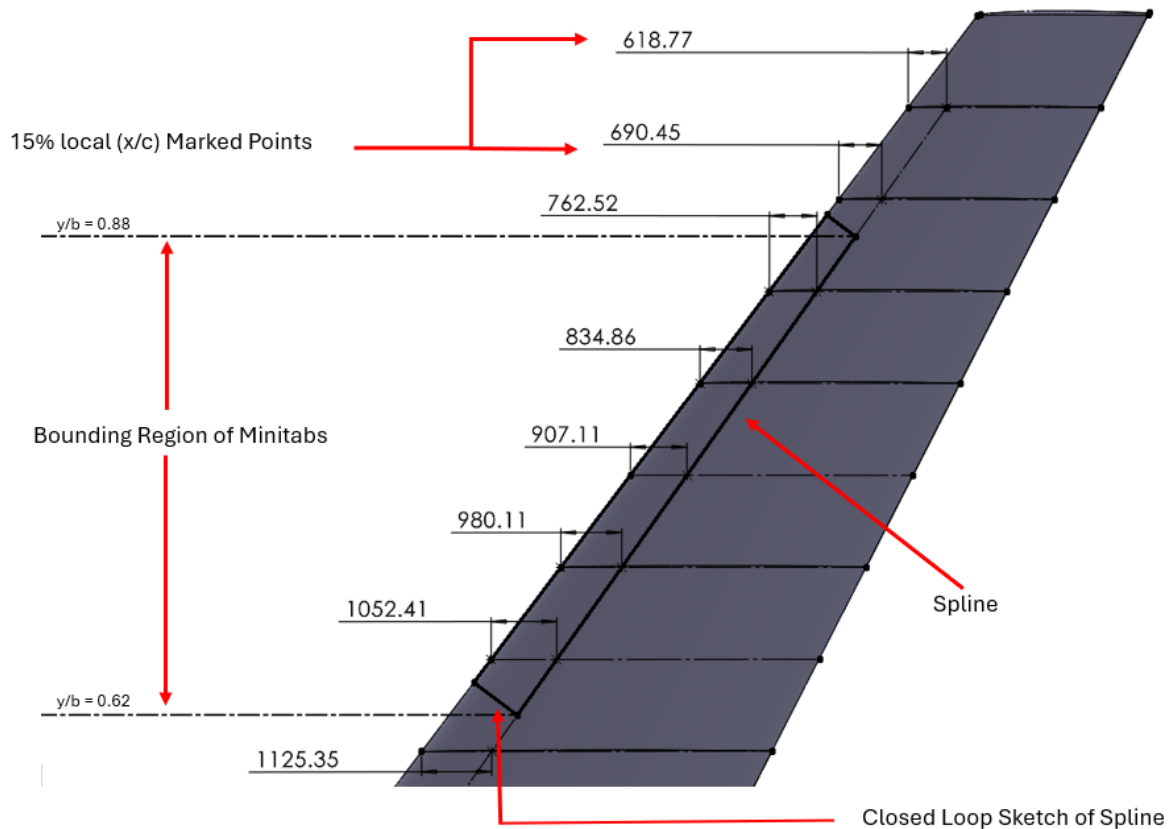 618.77
15% local (x/c) Marked Points
690.45
762.52
y/b = 0.88
834.86
Bounding Region of Minitabs
907.11
980.11
Spline
1052.41
y/b = 0.62
1125.35
Closed Loop Sketch of Spline